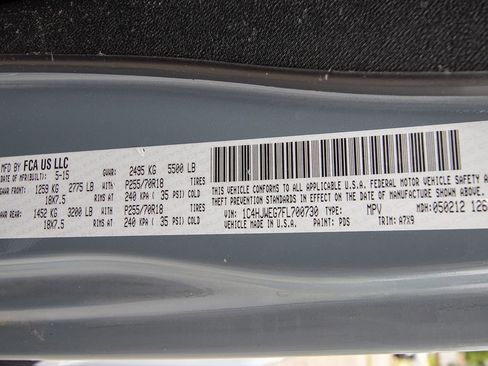 MFD BY FCA US LLC
DATE OF MFR(BUILT): 5-15 GVWR: 2495 KG 5500 LB
GAWR FRONT: 1259 KG 2775 LB WITH P255/70R18 TIRES
18X7.5 RIMS AT 240 KPA ( 35 PSI) COLD
GAWR REAR: 1452 KG 3200 LB WITH P255/70R18 TIRES
18X7.5 RIMS AT 240 KPA ( 35 PSI) COLD
THIS VEHICLE CONFORMS TO ALL APPLICABLE U.S.A. FEDERAL MOTOR VEHICLE SAFETY A
THEFT PREVENTION STANDARDS IN EFFECT ON THE DATE OF MANUFACTURE SHOWN ABOVE.
VIN: 1C4HJWEG7FL700730 TYPE: MPV MDH: 050212 126
VEHICLE MADE IN U.S.A. PAINT: PDS TRIM: A7X9